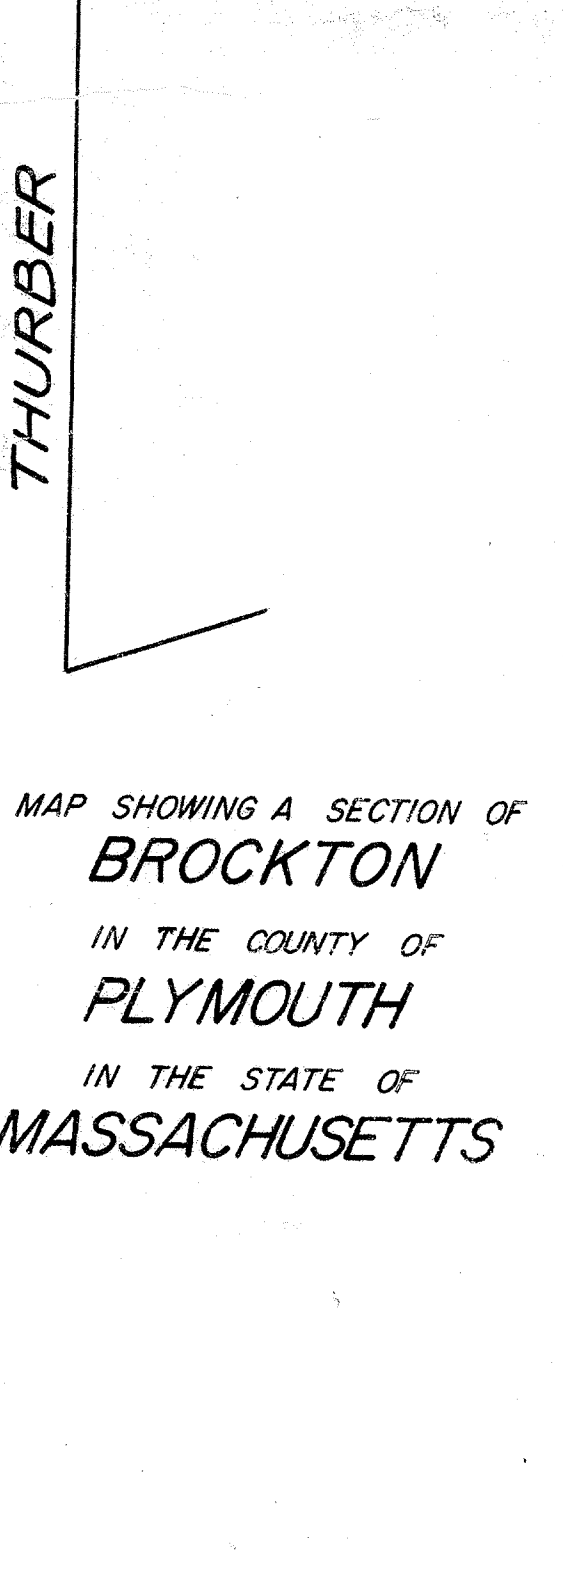 THURBER
MAP SHOWING A SECTION OF
BROCKTON
IN THE COUNTY OF
PLYMOUTH
IN THE STATE OF
MASSACHUSETTS